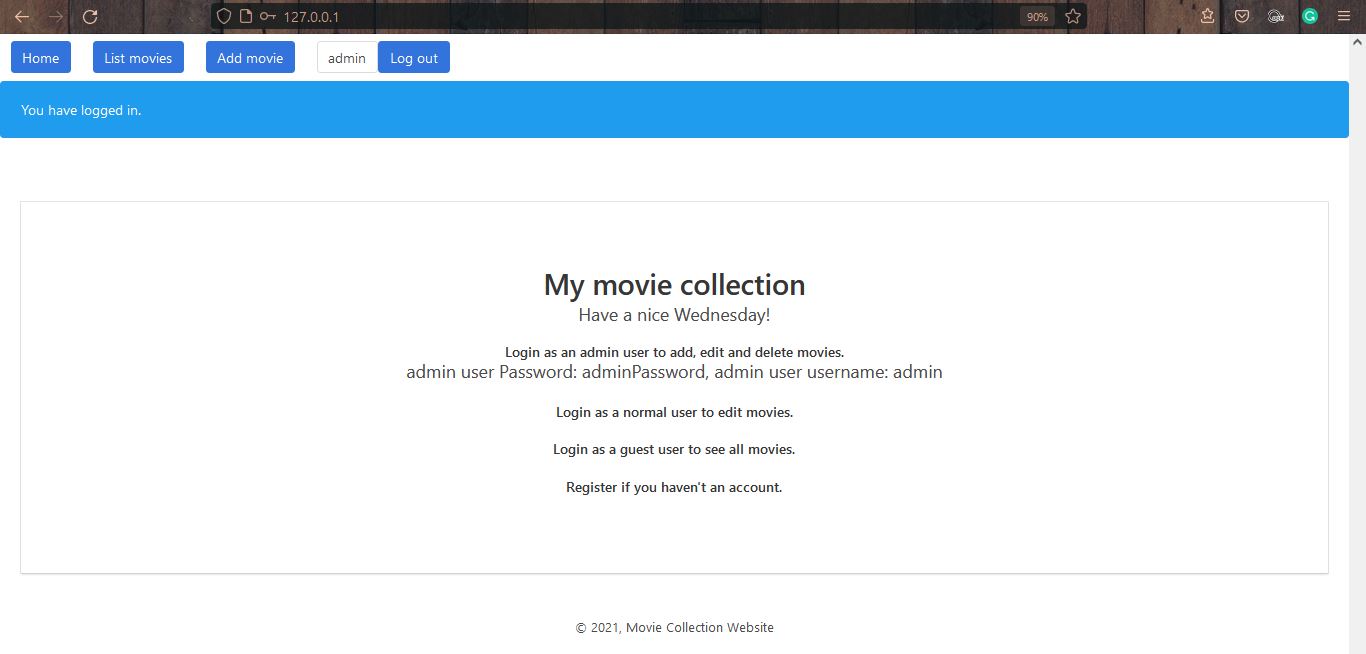 127.0.0.1
90%
Home
List movies
Add movie
admin
Log out
You have logged in.
My movie collection
Have a nice Wednesday!
Login as an admin user to add, edit and delete movies.
admin user Password: adminPassword, admin user username: admin
Login as a normal user to edit movies.
Login as a guest user to see all movies.
Register if you haven't an account.
© 2021, Movie Collection Website